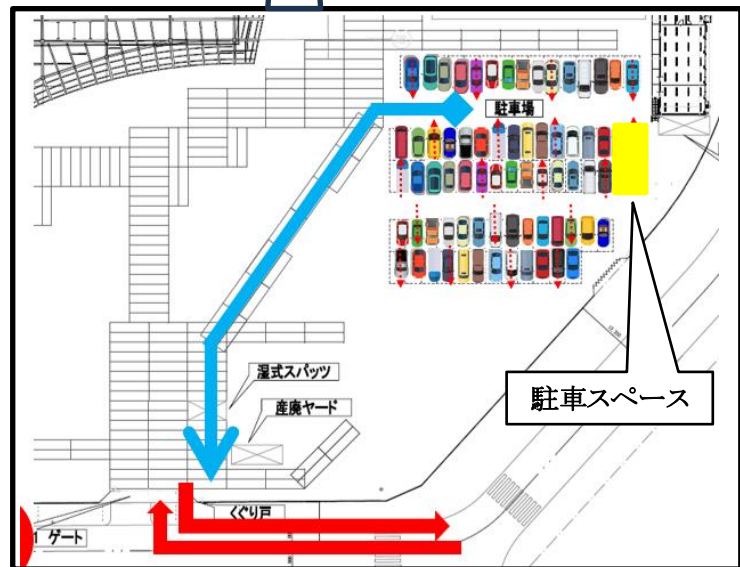 駐車場
駐車スペース
湿式スパッツ
産廃ヤード
くぐり戸
1 ゲート